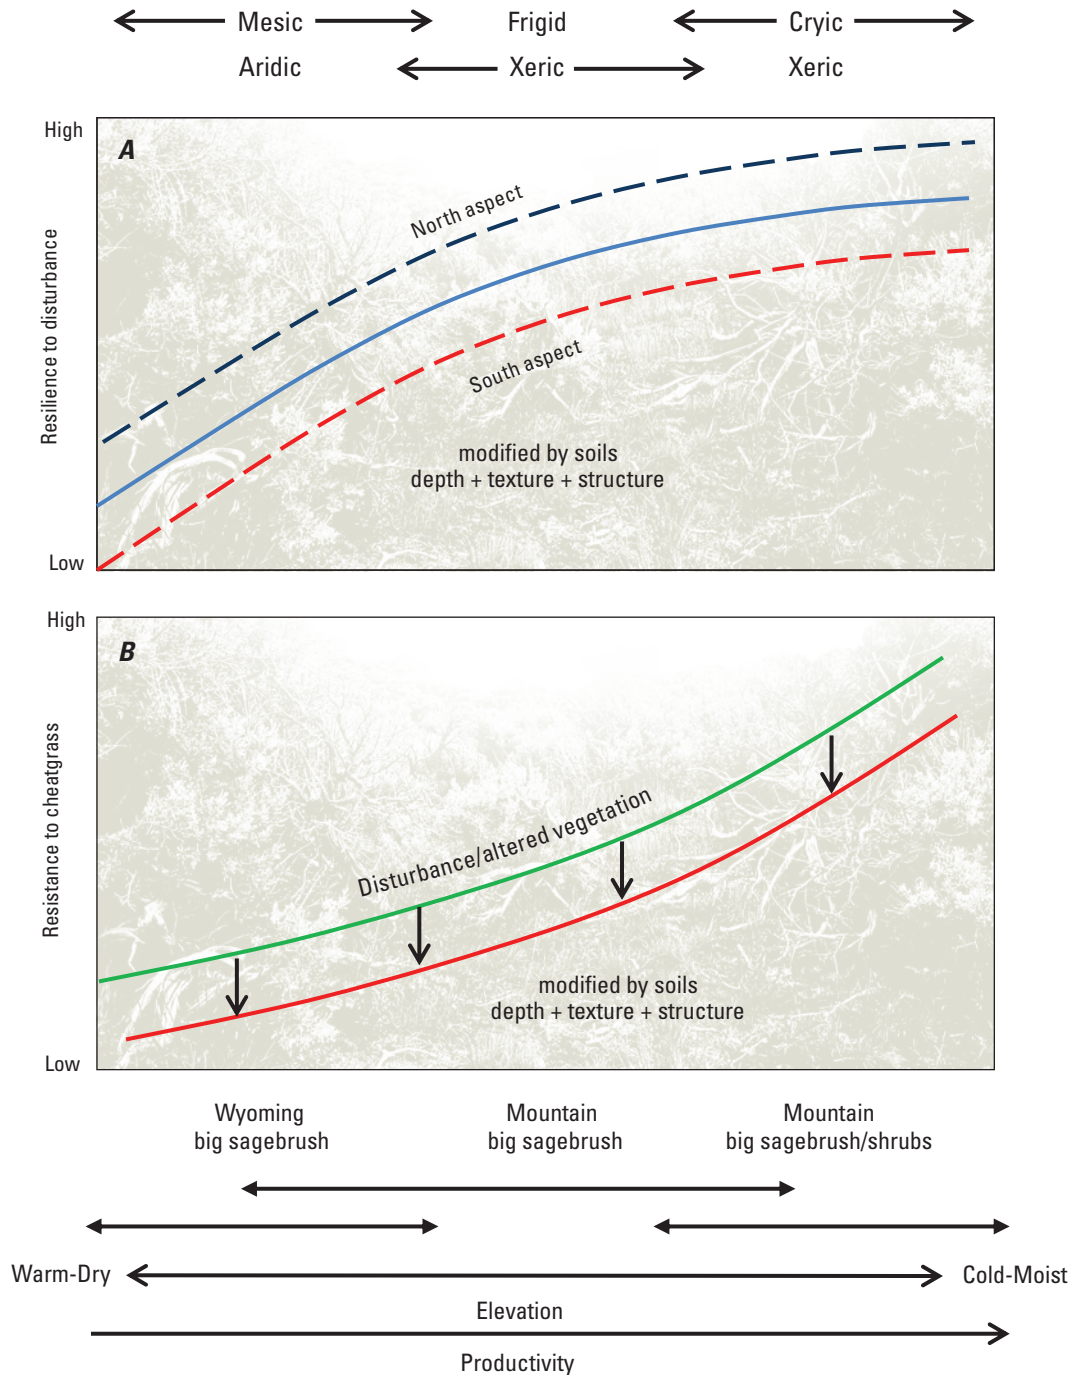 Mesic Frigid Cryic
Aridic Xeric Xeric
High
A
North aspect
Resilience to disturbance
South aspect
modified by soils
depth + texture + structure
Low
High
B
Resistance to cheatgrass
Disturbance/altered vegetation
modified by soils
depth + texture + structure
Low
Wyoming
big sagebrush
Mountain
big sagebrush
Mountain
big sagebrush/shrubs
Warm-Dry
Cold-Moist
Elevation
Productivity